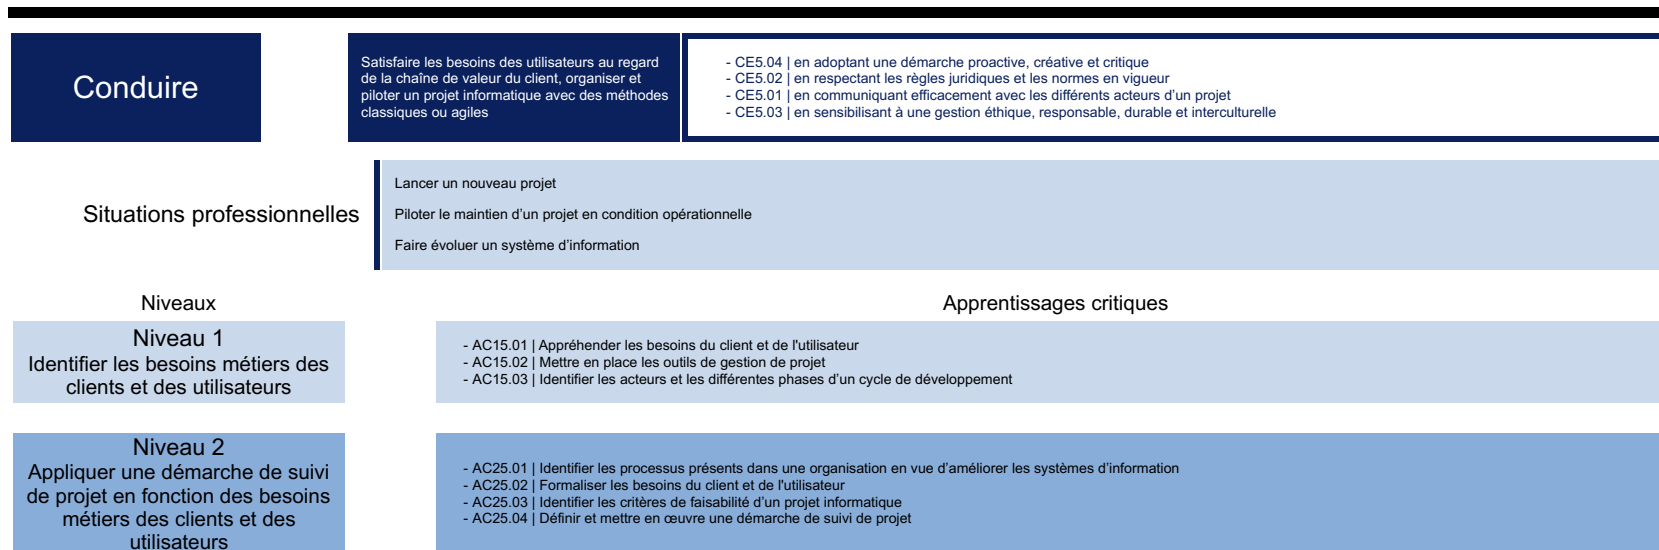 Conduire
Satisfaire les besoins des utilisateurs au regard
de la chaîne de valeur du client, organiser et
piloter un projet informatique avec des méthodes
classiques ou agiles
- CE5.04 | en adoptant une démarche proactive, créative et critique
- CE5.02 | en respectant les règles juridiques et les normes en vigueur
- CE5.01 | en communiquant efficacement avec les différents acteurs d’un projet
- CE5.03 | en sensibilisant à une gestion éthique, responsable, durable et interculturelle
Situations professionnelles
Lancer un nouveau projet
Piloter le maintien d’un projet en condition opérationnelle
Faire évoluer un système d’information
Niveaux
Apprentissages critiques
Niveau 1
Identifier les besoins métiers des
clients et des utilisateurs
- AC15.01 | Appréhender les besoins du client et de l'utilisateur
- AC15.02 | Mettre en place les outils de gestion de projet
- AC15.03 | Identifier les acteurs et les différentes phases d’un cycle de développement
Niveau 2
Appliquer une démarche de suivi
de projet en fonction des besoins
métiers des clients et des
utilisateurs
- AC25.01 | Identifier les processus présents dans une organisation en vue d’améliorer les systèmes d’information
- AC25.02 | Formaliser les besoins du client et de l'utilisateur
- AC25.03 | Identifier les critères de faisabilité d’un projet informatique
- AC25.04 | Définir et mettre en œuvre une démarche de suivi de projet